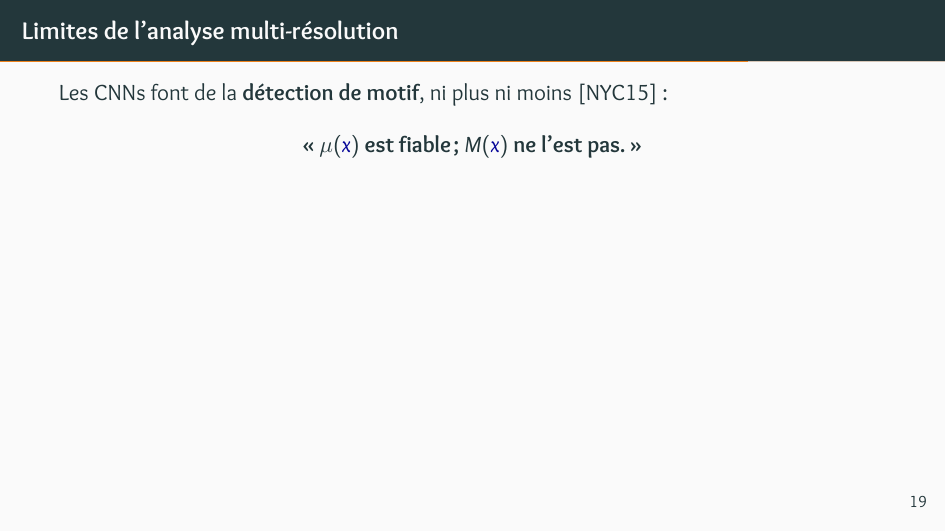 Limites de l’analyse multi-résolution
Les CNNs font de la détection de motif, ni plus ni moins [NYC15] :
« μ(x) est fiable ; M(x) ne l’est pas. »
19